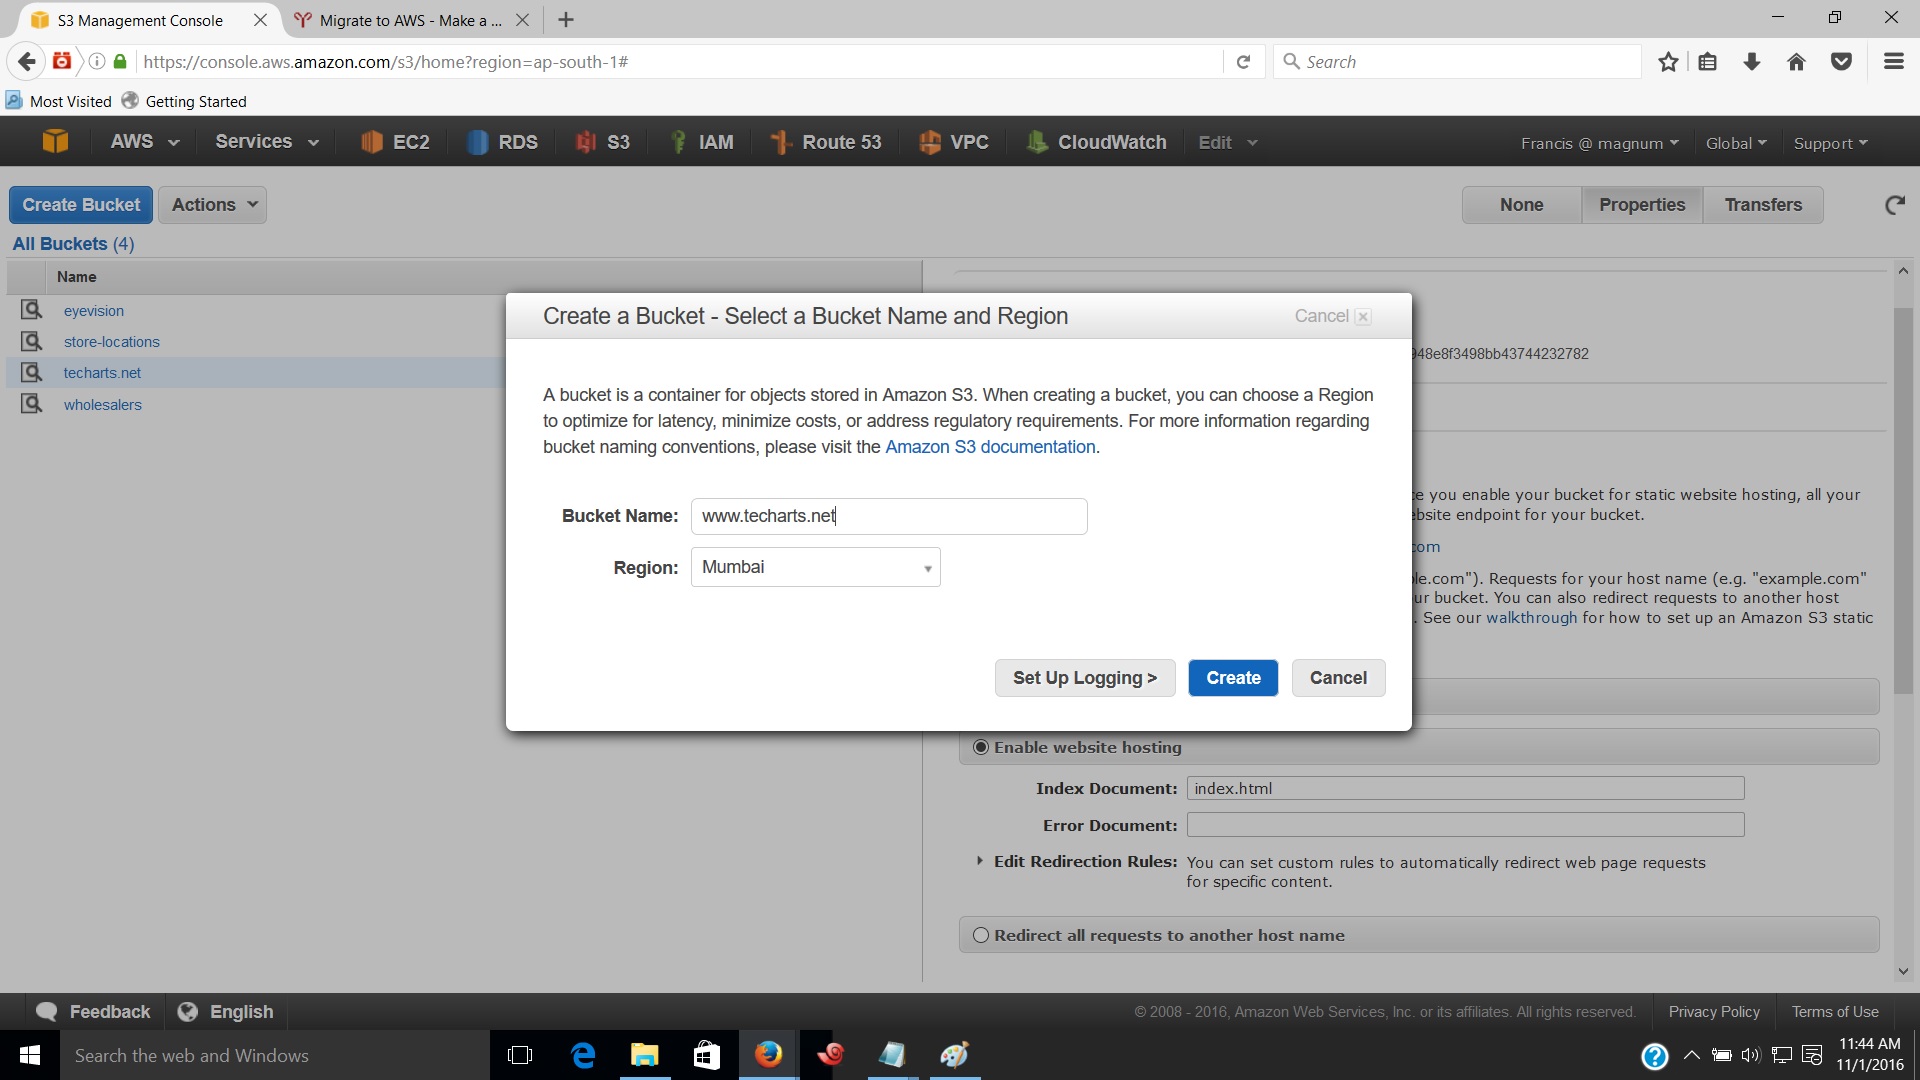 S3 Management Console
Migrate to AWS - Make a ...
https://console.aws.amazon.com/s3/home?region=ap-south-1#
Search
Most Visited
Getting Started
AWS
Services
EC2
RDS
S3
IAM
Route 53
VPC
CloudWatch
Edit
Francis @ magnum
Global
Support
Create Bucket
Actions
None
Properties
Transfers
All Buckets (4)
Name
eyevision
store-locations
techarts.net
wholesalers
Create a Bucket - Select a Bucket Name and Region
Cancel
948e8f3498bb43744232782
A bucket is a container for objects stored in Amazon S3. When creating a bucket, you can choose a Region
to optimize for latency, minimize costs, or address regulatory requirements. For more information regarding
bucket naming conventions, please visit the Amazon S3 documentation.
Bucket Name: www.techarts.net
Region: Mumbai
Set Up Logging >
Create
Cancel
you enable your bucket for static website hosting, all your
endpoint for your bucket.
.com
le.com"). Requests for your host name (e.g. "example.com"
ur bucket. You can also redirect requests to another host
. See our walkthrough for how to set up an Amazon S3 static
Enable website hosting
Index Document: index.html
Error Document:
Edit Redirection Rules: You can set custom rules to automatically redirect web page requests
for specific content.
Redirect all requests to another host name
Feedback
English
© 2008 - 2016, Amazon Web Services, Inc. or its affiliates. All rights reserved.
Privacy Policy
Terms of Use
Search the web and Windows
11:44 AM
11/1/2016